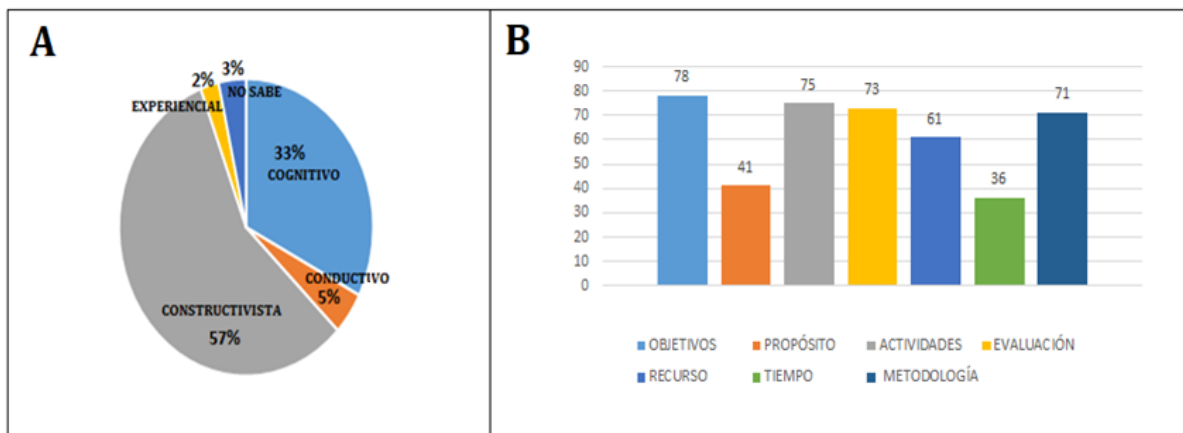 A
3%
2%
NO SABE
EXPERIENCIAL
33%
COGNITIVO
CONDUCTIVO
5%
CONSTRUCTIVISTA
57%
B
90
80
70
60
50
40
30
20
10
0
78
41
75
73
61
36
71
OBJETIVOS PROPÓSITO ACTIVIDADES EVALUACIÓN
RECURSO TIEMPO METODOLOGÍA